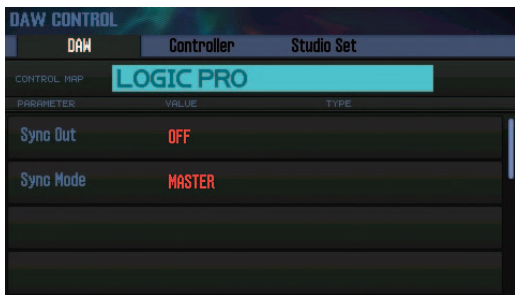 DAW CONTROL
DAW Controller Studio Set
CONTROL MAP LOGIC PRO
PARAMETER VALUE TYPE
Sync Out OFF
Sync Mode MASTER